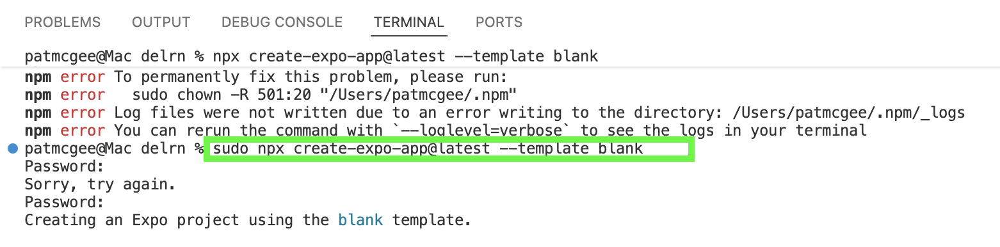 PROBLEMS OUTPUT DEBUG CONSOLE TERMINAL PORTS
patmcgee@Mac delrn % npx create-expo-app@latest --template blank
npm error To permanently fix this problem, please run:
npm error   sudo chown -R 501:20 "/Users/patmcgee/.npm"
npm error Log files were not written due to an error writing to the directory: /Users/patmcgee/.npm/_logs
npm error You can rerun the command with `--loglevel=verbose` to see the logs in your terminal
patmcgee@Mac delrn % sudo npx create-expo-app@latest --template blank
Password:
Sorry, try again.
Password:
Creating an Expo project using the blank template.